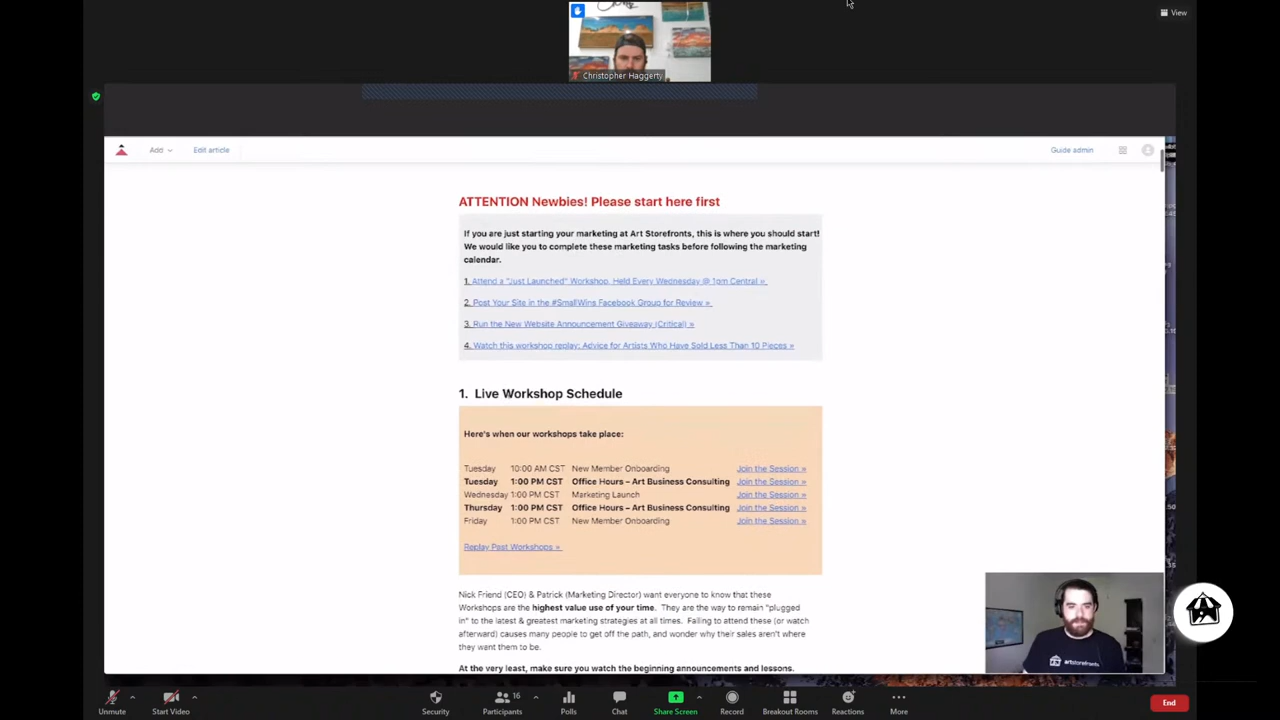 View
Christopher Haggerty
Add
Edit article
Guide admin
ATTENTION Newbies! Please start here first
If you are just starting your marketing at Art Storefronts, this is where you should start!
We would like you to complete these marketing tasks before following the marketing
calendar.
1. Attend a "Just Launched" Workshop, Held Every Wednesday @ 1pm Central »
2. Post Your Site in the #SmallWins Facebook Group for Review »
3. Run the New Website Announcement Giveaway (Critical) »
4. Watch this workshop replay: Advice for Artists Who Have Sold Less Than 10 Pieces »
1. Live Workshop Schedule
Here's when our workshops take place:
Tuesday 10:00 AM CST New Member Onboarding Join the Session »
Tuesday 1:00 PM CST Office Hours – Art Business Consulting Join the Session »
Wednesday 1:00 PM CST Marketing Launch Join the Session »
Thursday 1:00 PM CST Office Hours – Art Business Consulting Join the Session »
Friday 1:00 PM CST New Member Onboarding Join the Session »
Replay Past Workshops »
Nick Friend (CEO) & Patrick (Marketing Director) want everyone to know that these
Workshops are the highest value use of your time. They are the way to remain "plugged
in" to the latest & greatest marketing strategies at all times. Failing to attend these (or watch
afterward) causes many people to get off the path, and wonder why their sales aren't where
they want them to be.
At the very least, make sure you watch the beginning announcements and lessons.
artstorefronts
Unmute
Start Video
Security
Participants
16
Polls
Chat
Share Screen
Record
Breakout Rooms
Reactions
More
End